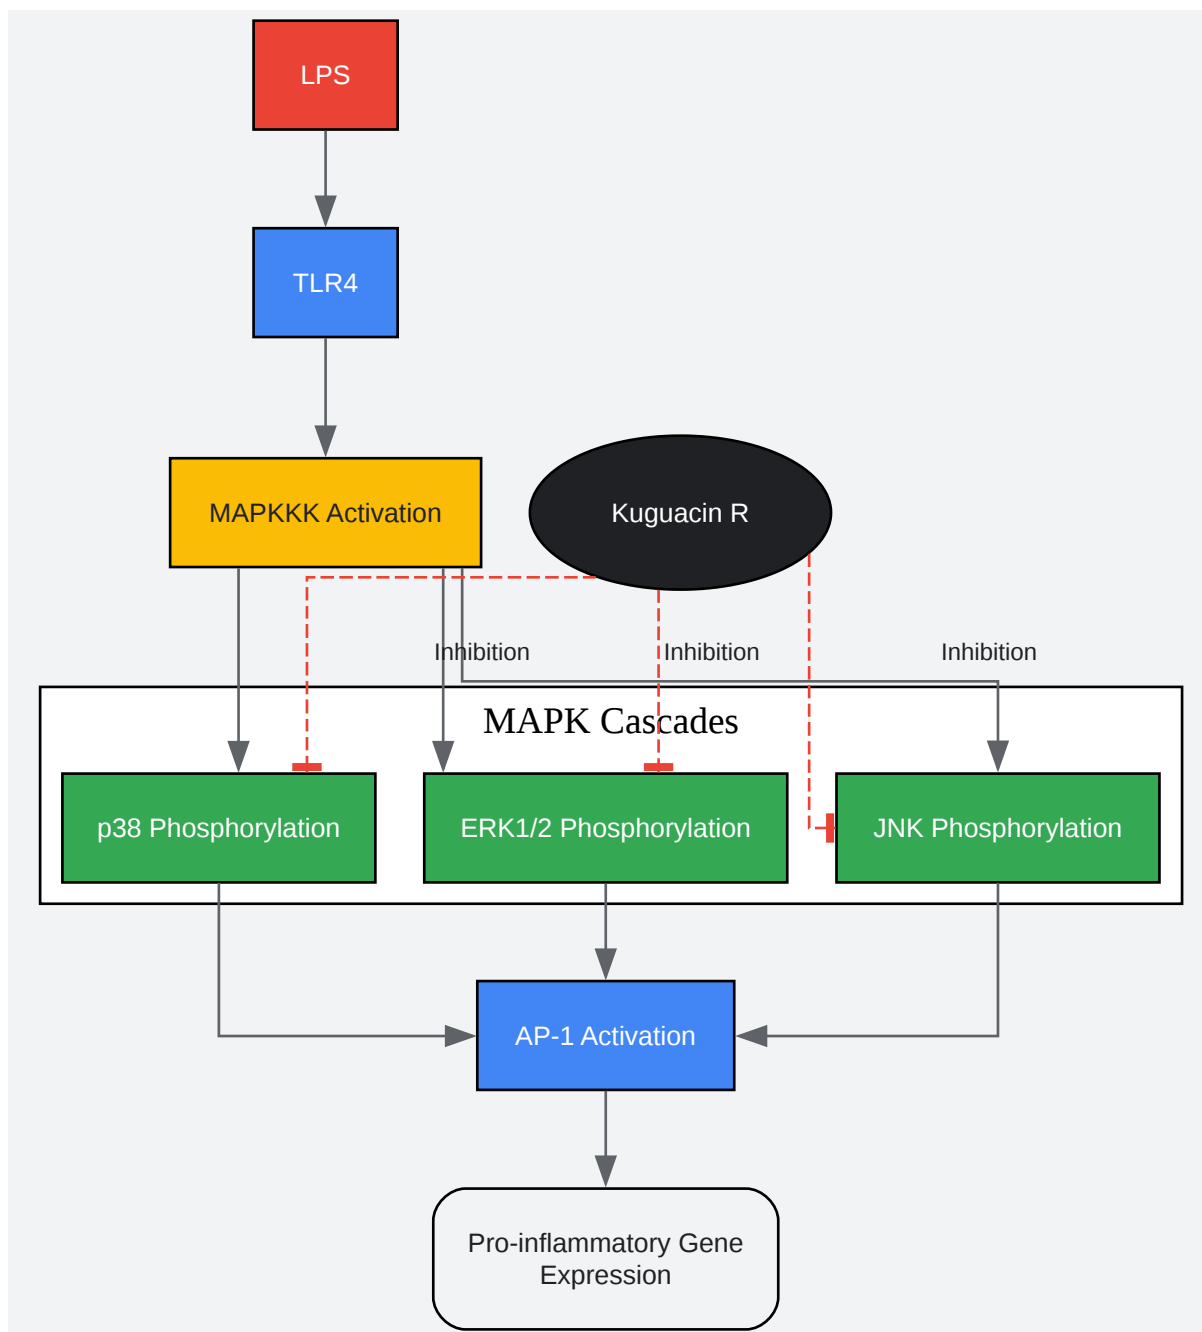 LPS
TLR4
MAPKKK Activation
Kuguacin R
Inhibition
Inhibition
Inhibition
MAPK Cascades
p38 Phosphorylation
ERK1/2 Phosphorylation
JNK Phosphorylation
AP-1 Activation
Pro-inflammatory Gene
Expression